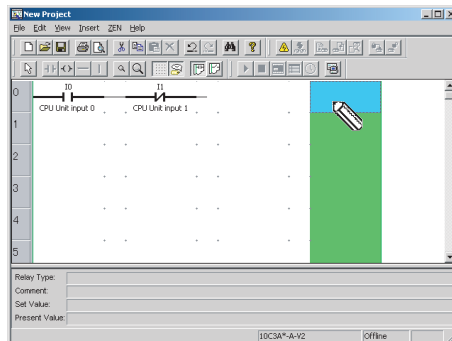 New Project
File Edit View Insert ZEN Help
0
I0 I1
CPU Unit input 0 CPU Unit input 1
1
2
3
4
5
Relay Type:
Comment:
Set Value:
Present Value:
10C3A*-A-V2 Offline